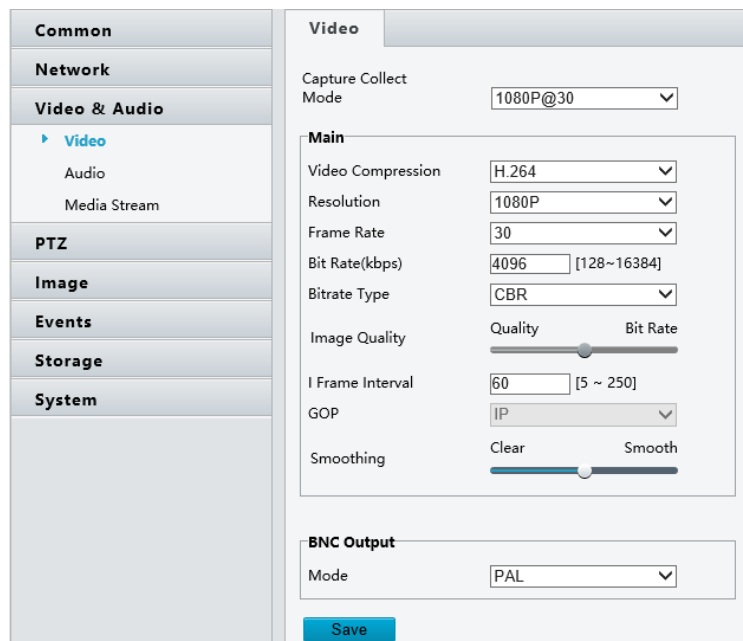 Common
Network
Video & Audio
Video
Audio
Media Stream
PTZ
Image
Events
Storage
System
Video
Capture Collect
Mode
1080P@30
Main
Video Compression
H.264
Resolution
1080P
Frame Rate
30
Bit Rate(kbps)
4096 [128~16384]
Bitrate Type
CBR
Image Quality
Quality Bit Rate
I Frame Interval
60 [5 ~ 250]
GOP
IP
Smoothing
Clear Smooth
BNC Output
Mode
PAL
Save